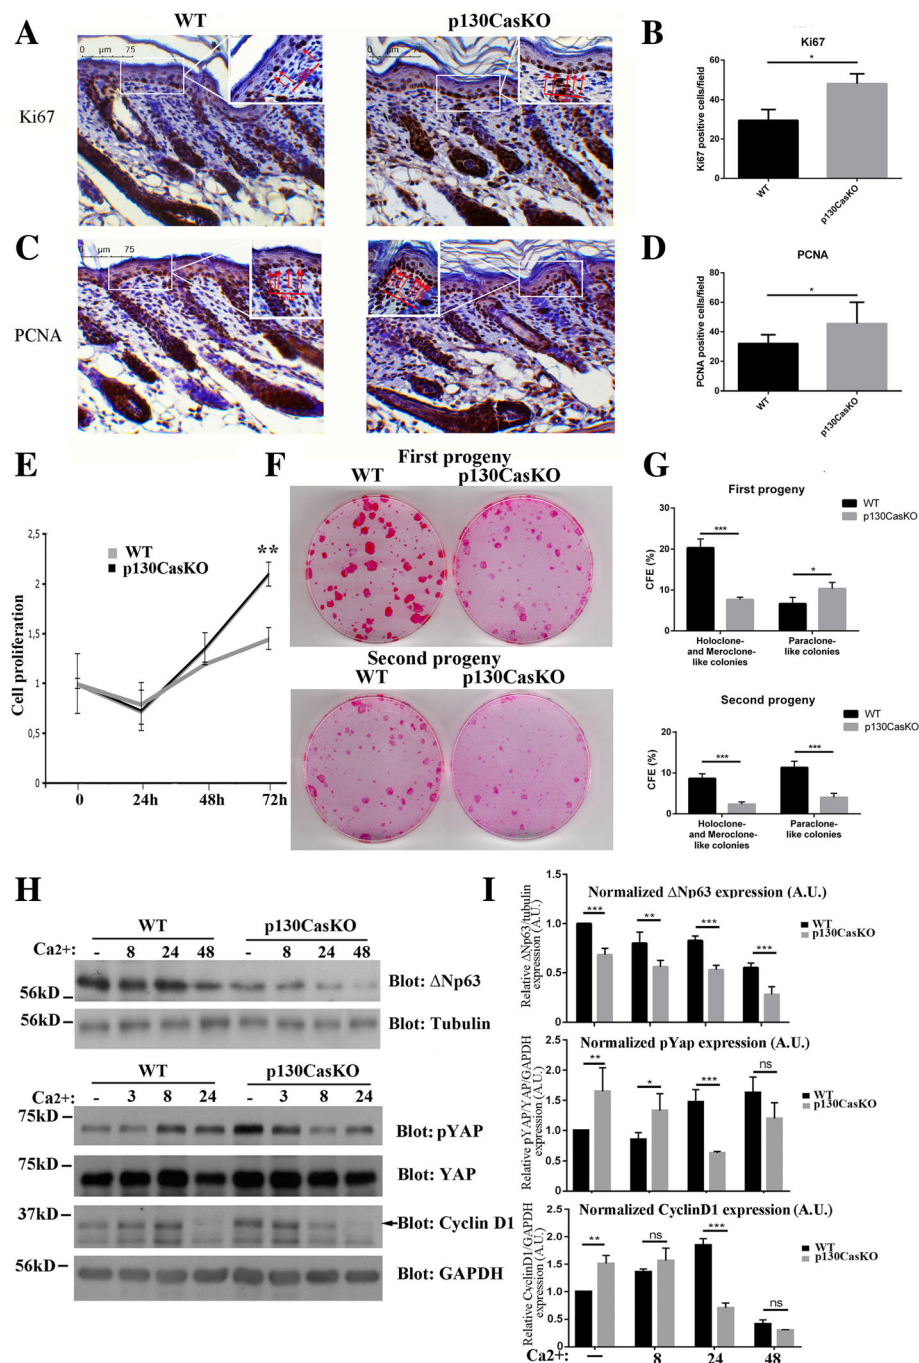 WT
p130CasKO
A
0 μm 75
0 μm 75
Ki67
B
Ki67
*
Ki67 positive cells/field
60
40
20
0
WT
p130CasKO
C
0 μm 75
PCNA
D
PCNA
*
PCNA positive cells/field
80
60
40
20
0
WT
p130CasKO
E
2,5
2
1,5
1
0,5
0
Cell proliferation
WT
p130CasKO
**
0 24h 48h 72h
F
First progeny
WT p130CasKO
Second progeny
WT p130CasKO
G
First progeny
WT
p130CasKO
CFE (%)
30
20
10
0
***
*
Holoclone-
and Meroclone-
like colonies
Paraclone-
like colonies
Second progeny
WT
p130CasKO
CFE (%)
30
20
10
0
***
***
Holoclone-
and Meroclone-
like colonies
Paraclone-
like colonies
H
WT p130CasKO
Ca2+: - 8 24 48 - 8 24 48
56kD Blot: ΔNp63
56kD Blot: Tubulin
WT p130CasKO
Ca2+: - 3 8 24 - 3 8 24
75kD Blot: pYAP
75kD Blot: YAP
37kD Blot: Cyclin D1
56kD Blot: GAPDH
I
Normalized ΔNp63 expression (A.U.)
Relative ΔNp63/tubulin
expression (A.U.)
1.5
1.0
0.5
0.0
*** ** *** ***
WT
p130CasKO
Normalized pYap expression (A.U.)
Relative pYAP/YAP/GAPDH
expression (A.U.)
2.5
2.0
1.5
1.0
0.5
0.0
** * *** ns
WT
p130CasKO
Normalized CyclinD1 expression (A.U.)
Relative CyclinD1/GAPDH
expression (A.U.)
2.5
2.0
1.5
1.0
0.5
0.0
** ns *** ns
WT
p130CasKO
Ca2+: – 8 24 48